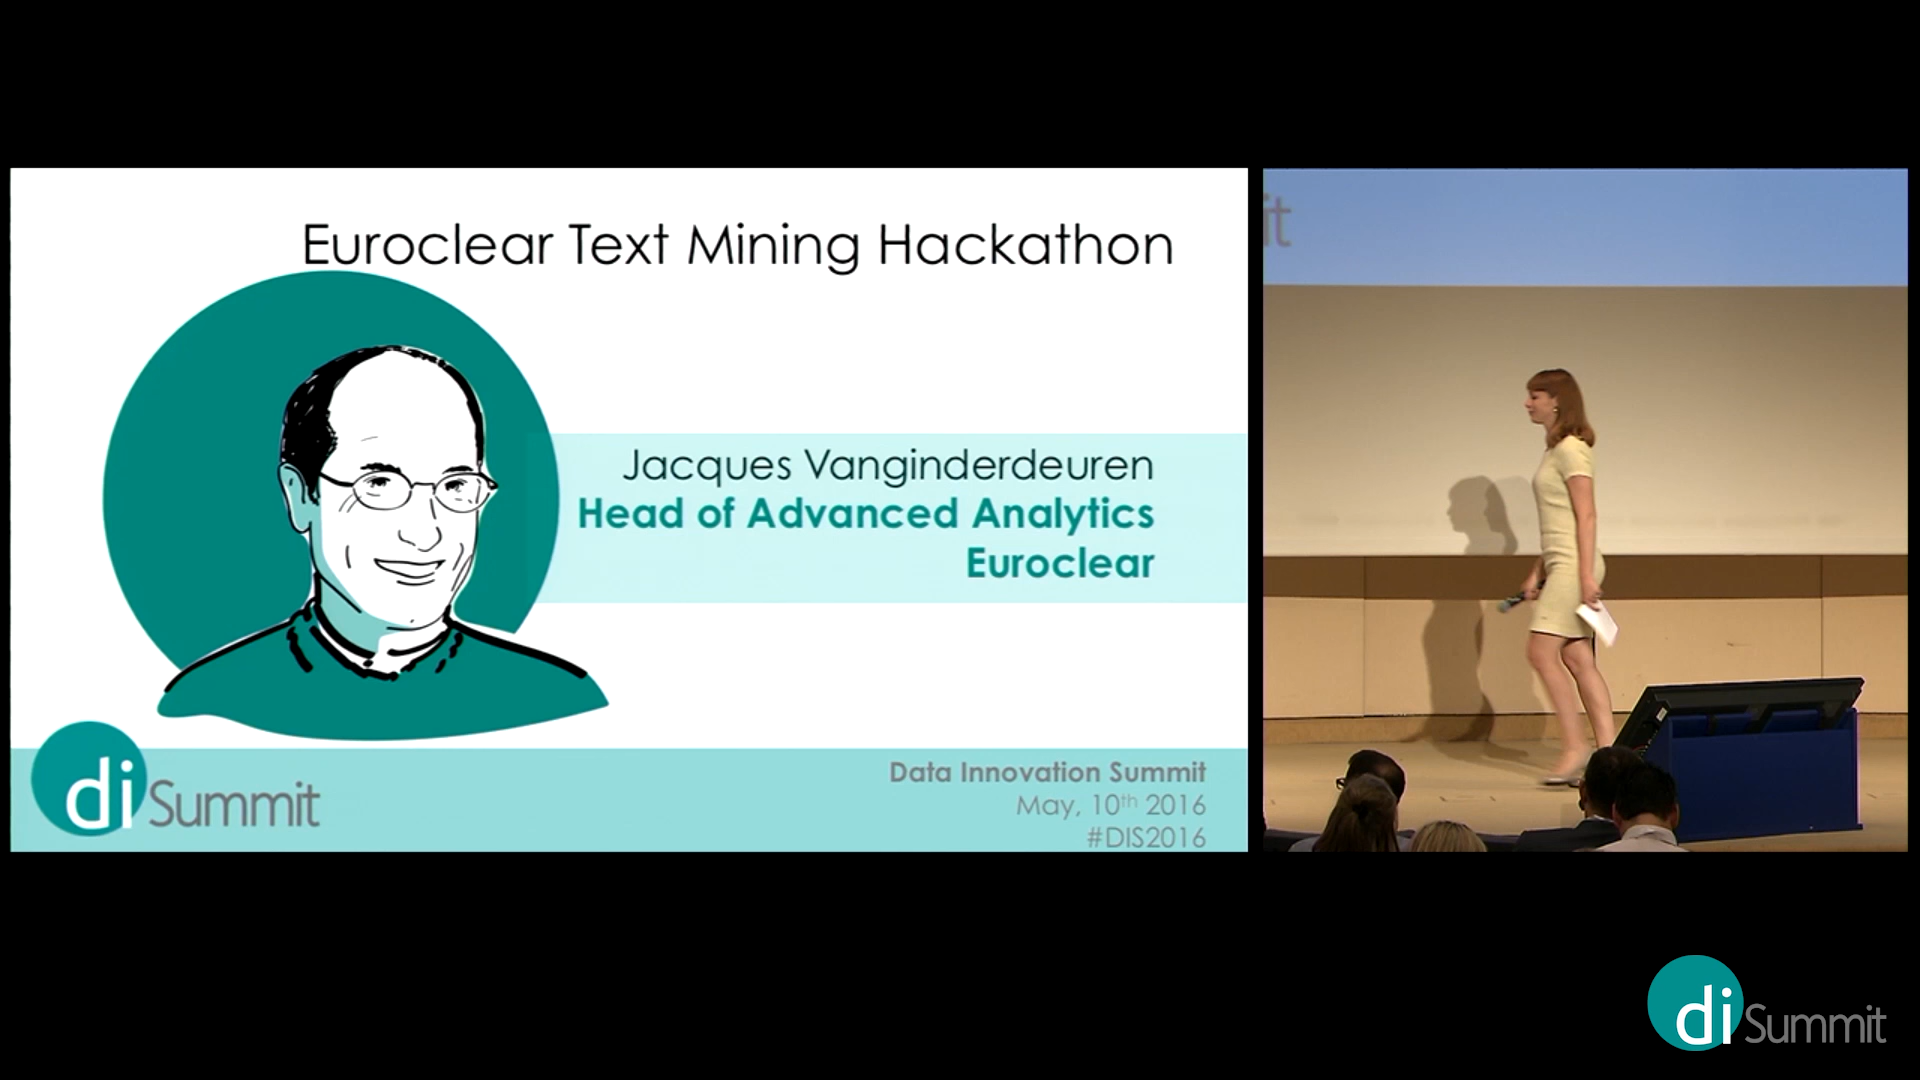 Euroclear Text Mining Hackathon
Jacques Vanginderdeuren
Head of Advanced Analytics
Euroclear
di Summit
Data Innovation Summit
May, 10th 2016
#DIS2016
it
di Summit